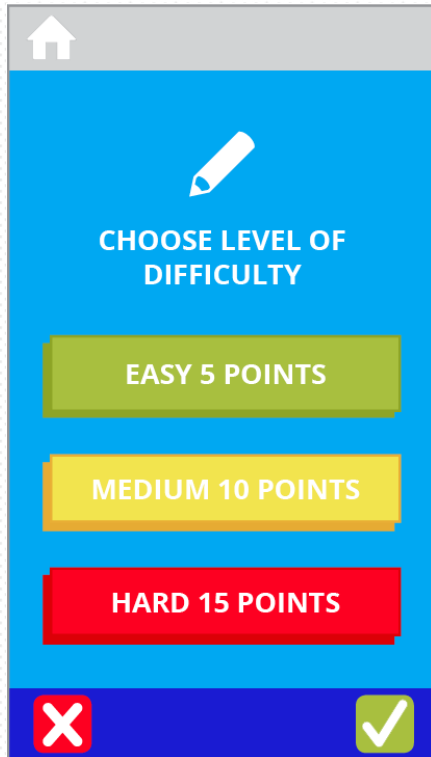 CHOOSE LEVEL OF
DIFFICULTY
EASY 5 POINTS
MEDIUM 10 POINTS
HARD 15 POINTS